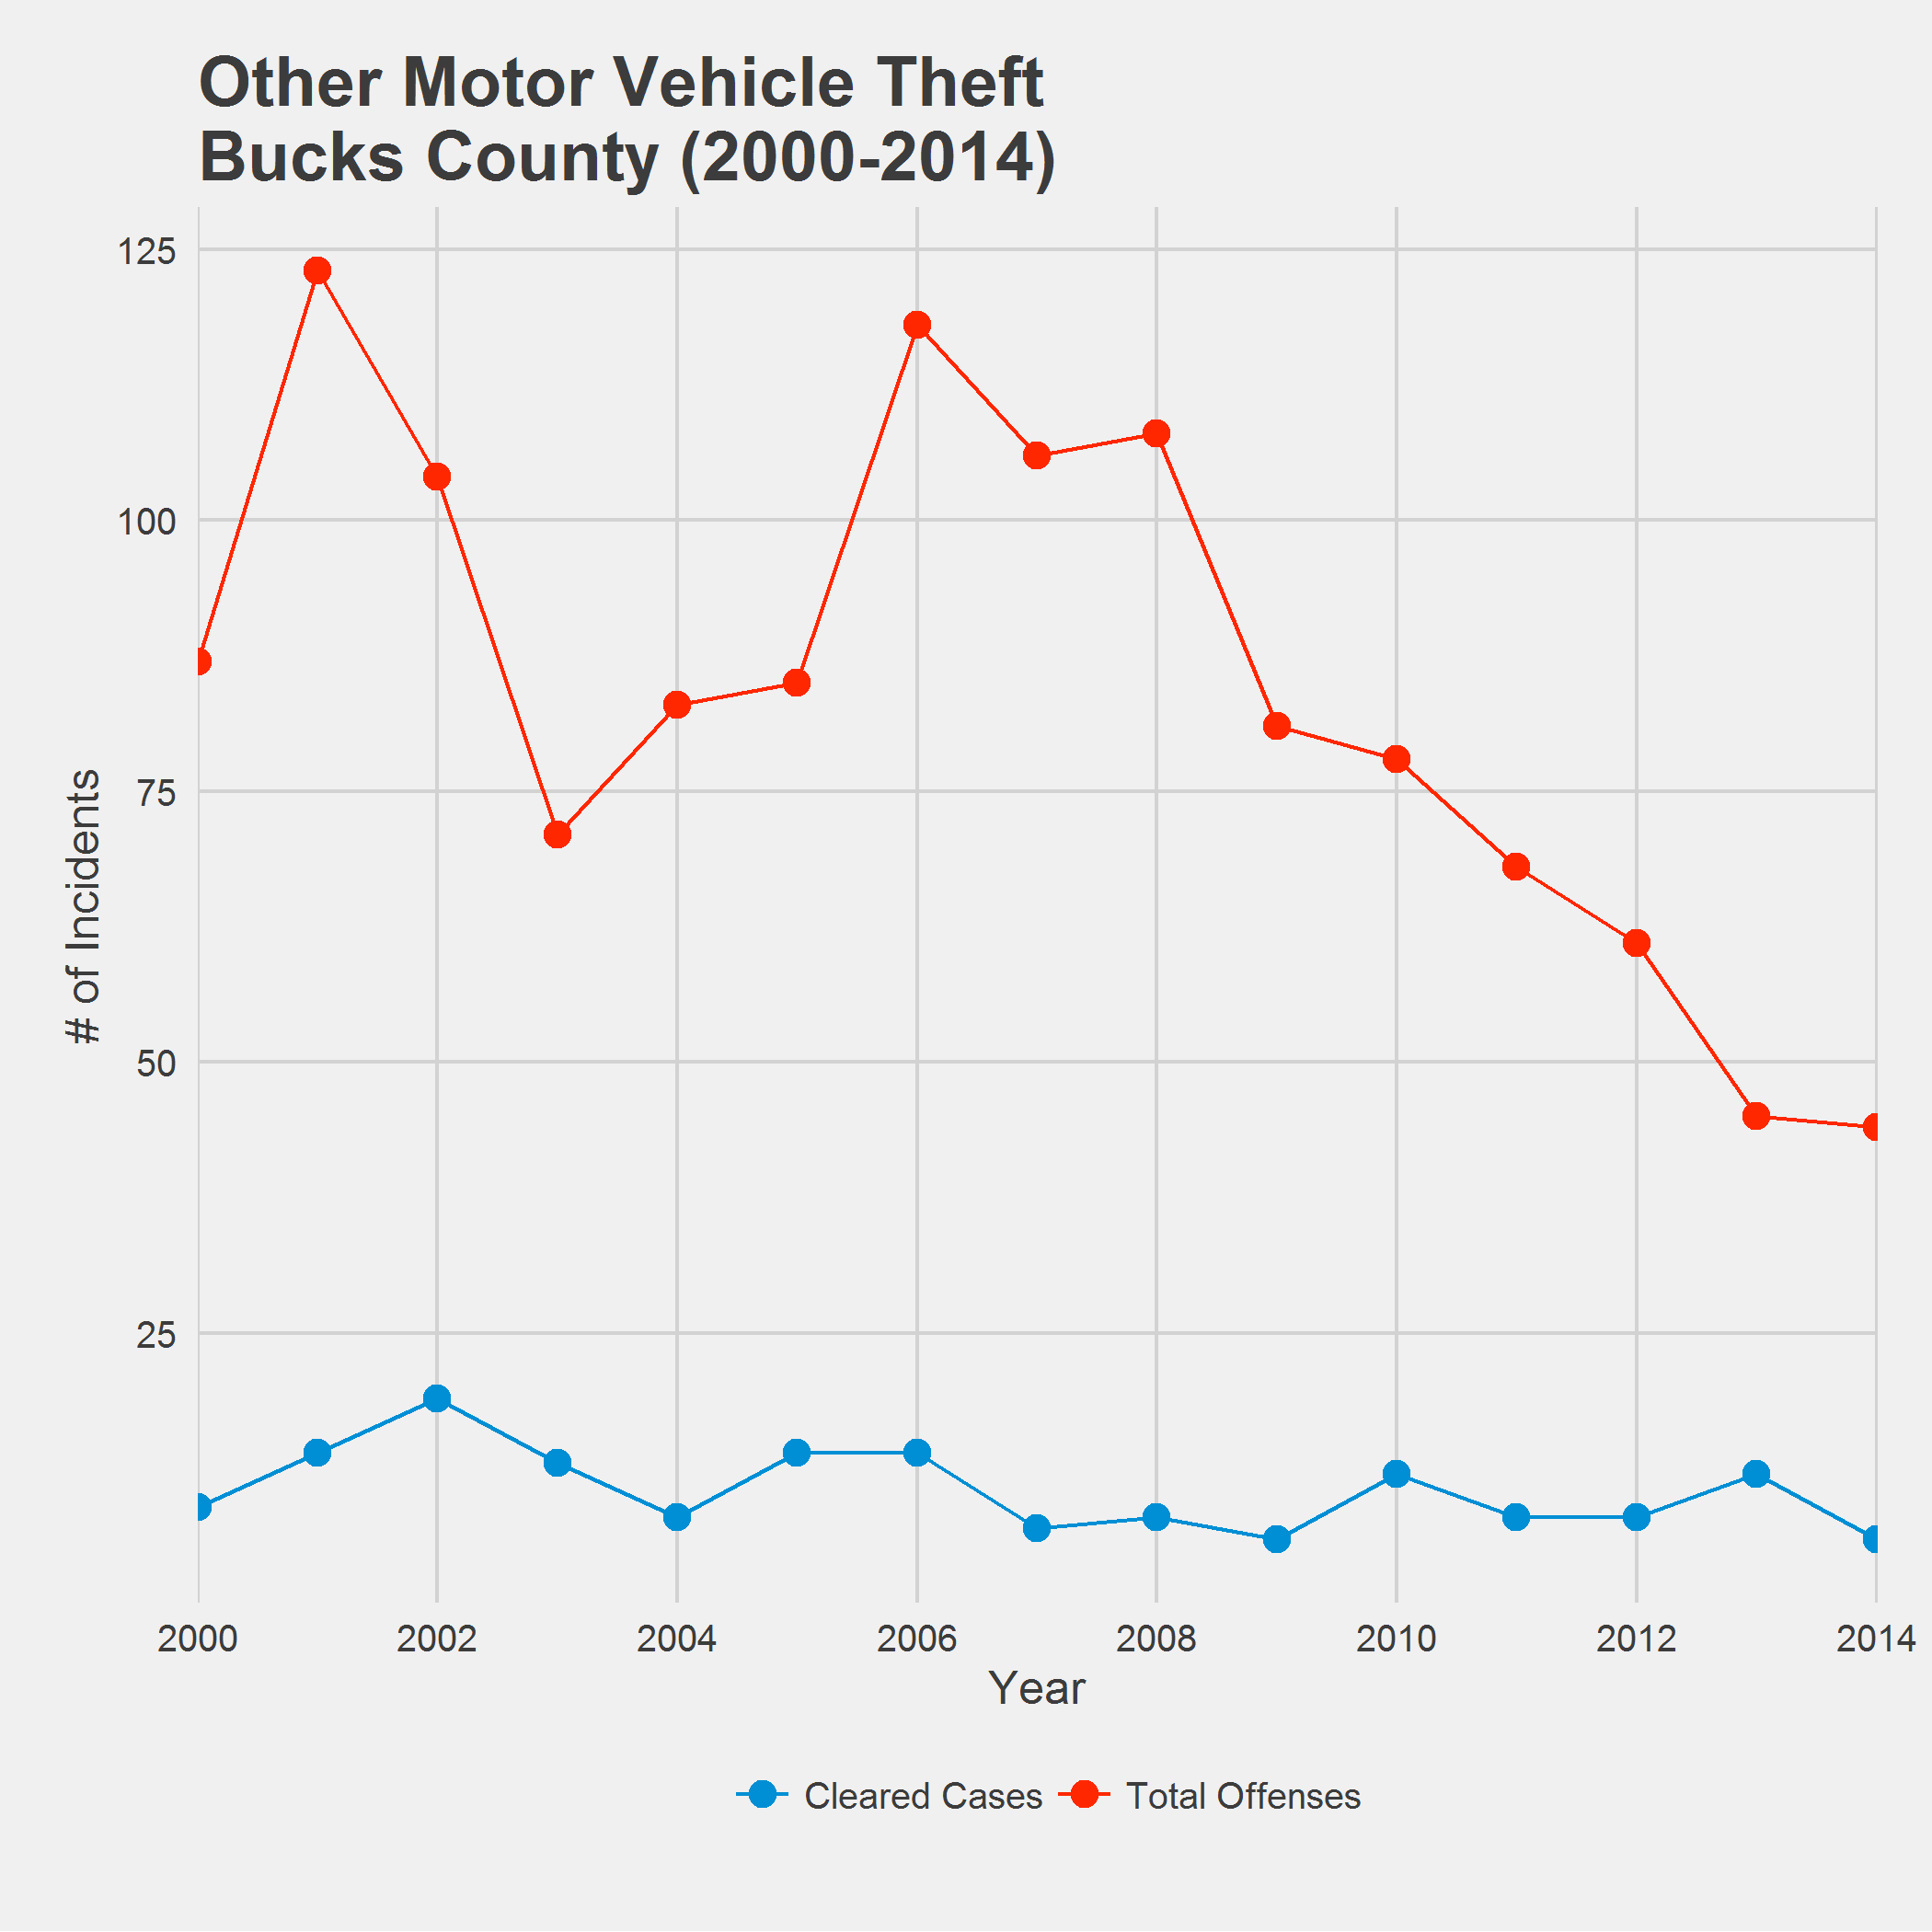 Other Motor Vehicle Theft
Bucks County (2000-2014)
125
100
75
50
25
# of Incidents
2000 2002 2004 2006 2008 2010 2012 2014
Year
Cleared Cases Total Offenses